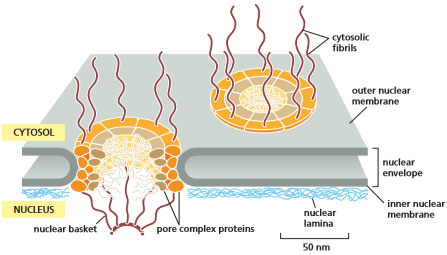 cytosolic
fibrils
outer nuclear
membrane
CYTOSOL
nuclear
envelope
inner nuclear
membrane
NUCLEUS
nuclear
lamina
nuclear basket
pore complex proteins
50 nm